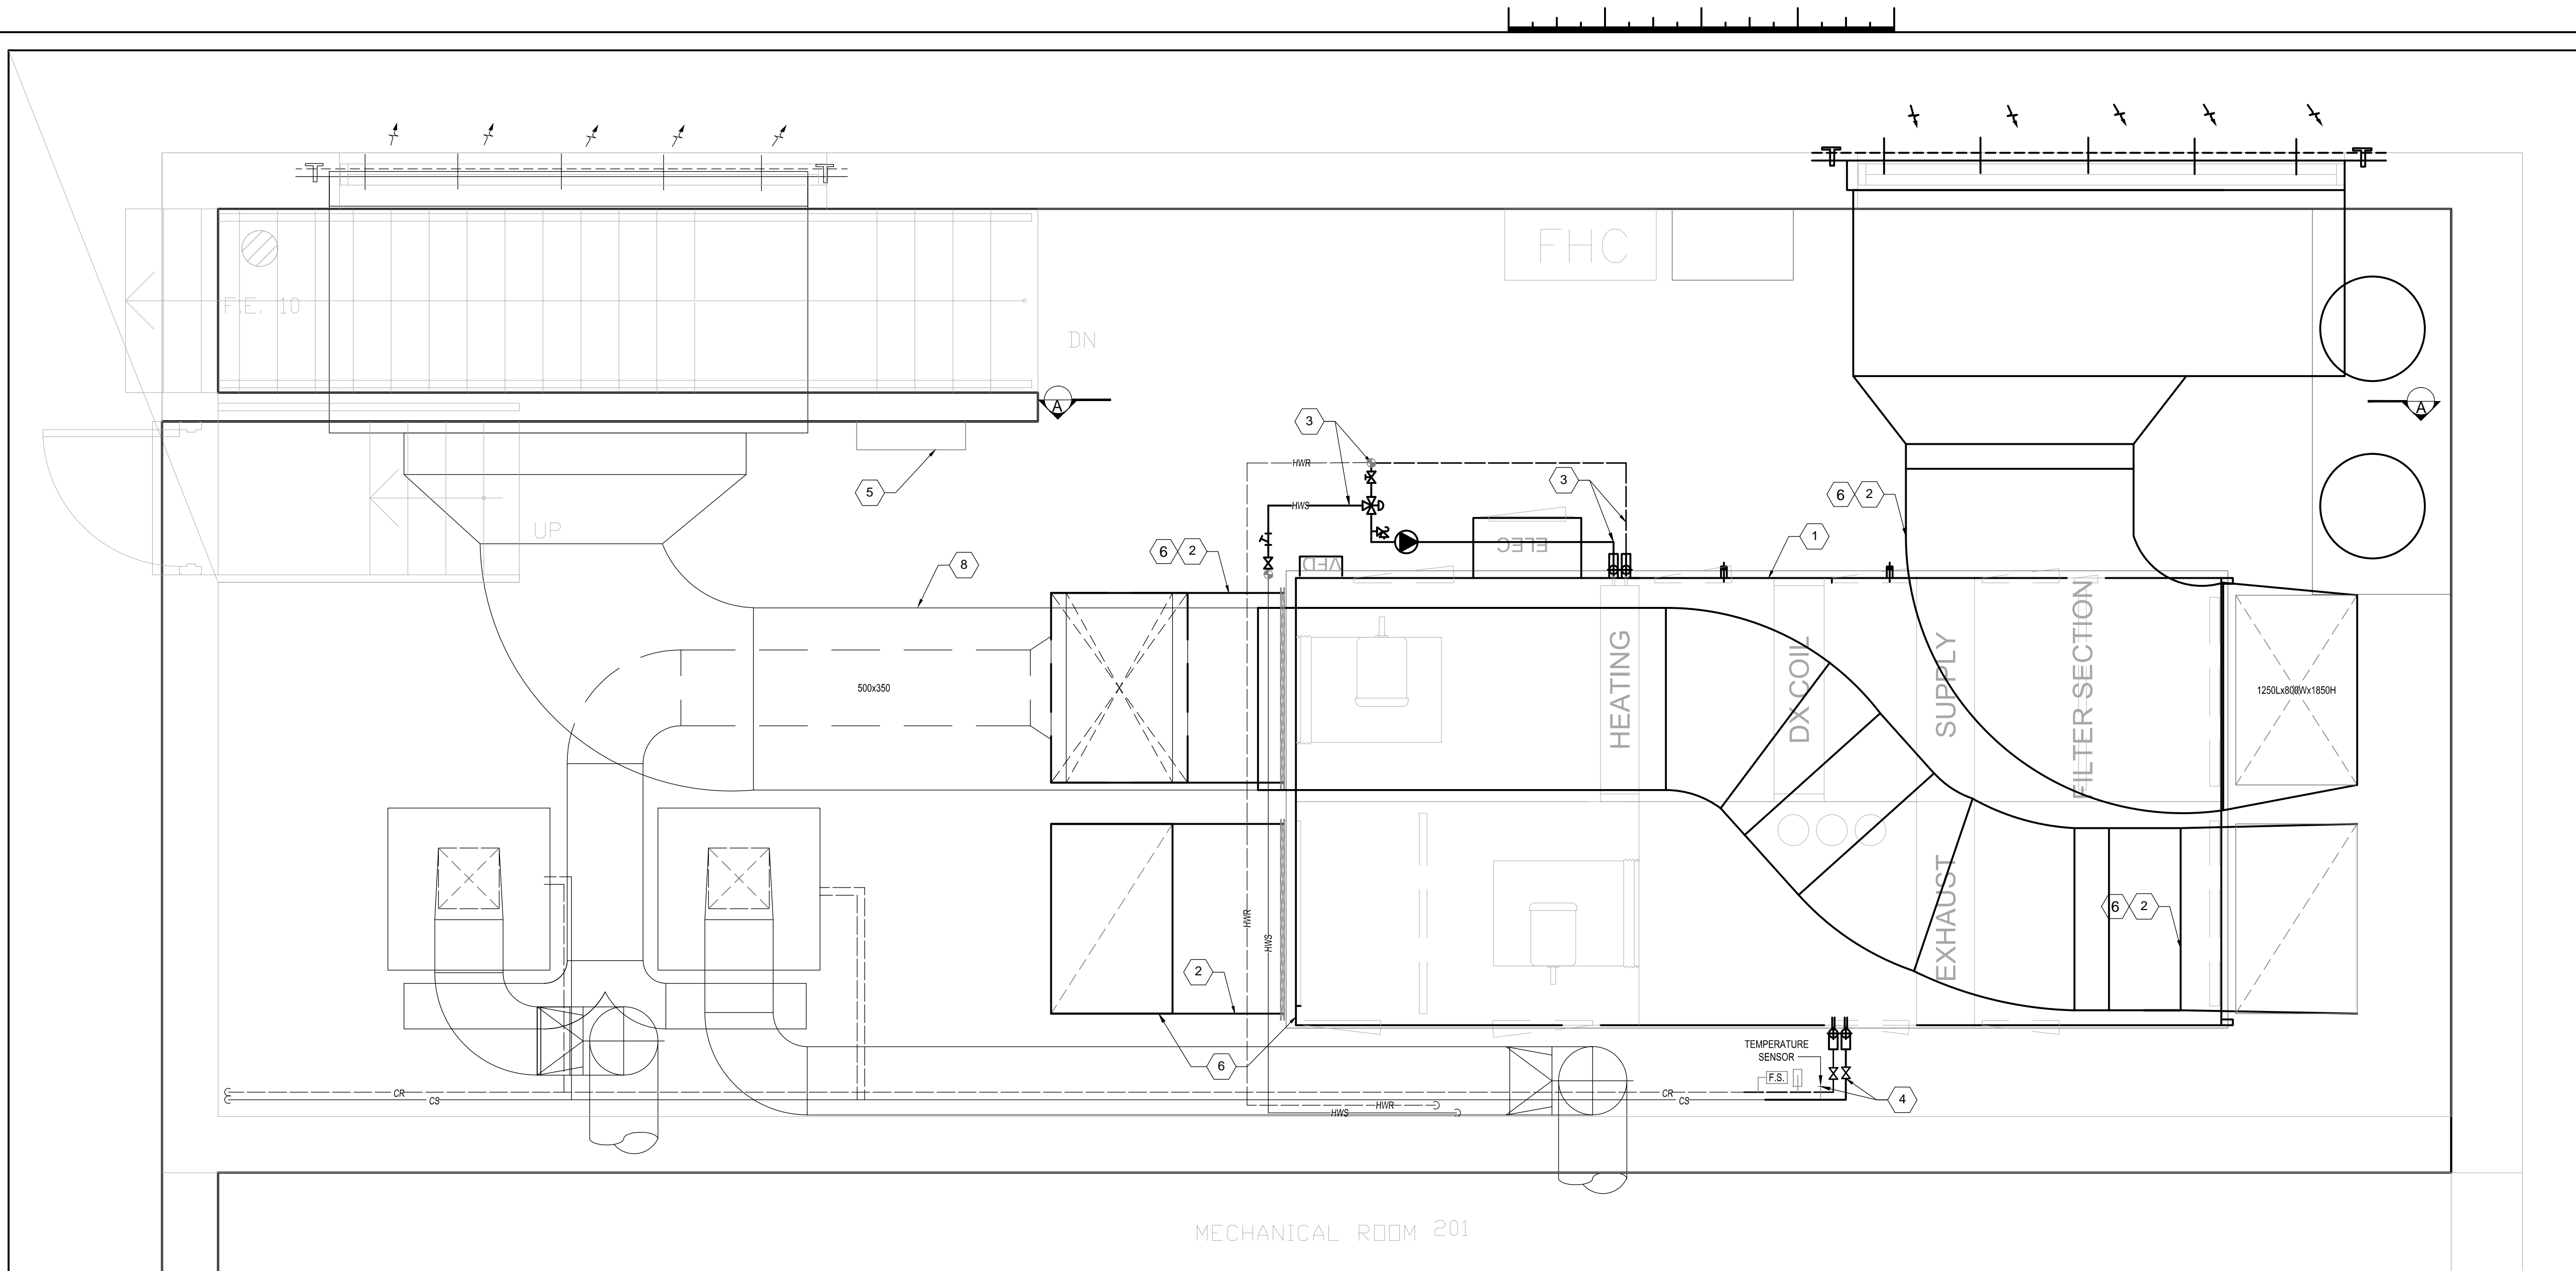 FHC
F.E. 10
DN
A
A
3
HWR
3
5
6 2
HWS
UP
6 2
ELEC
1
8
VFD
HEATING
DX COIL
SUPPLY
FILTER SECTION
500x350
1250Lx800Wx1850H
EXHAUST
6 2
HWR
HWS
2
TEMPERATURE
SENSOR
6
F.S.
CR
CS
CR
CS
4
HWR
HWS
MECHANICAL ROOM 201